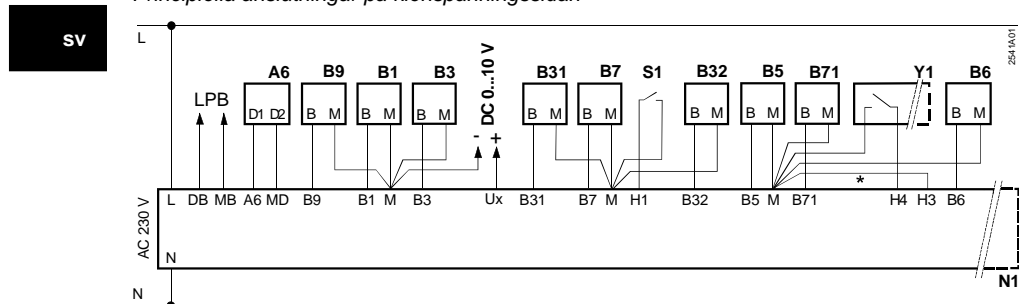 Principiella anslutningar på klenspänningssidan
sv
L
2541A01
A6 B9 B1 B3 DC 0...10 V B31 B7 S1 B32 B5 B71 Y1 B6
LPB
D1 D2 B M B M B M - + B M B M B M B M B M B M
L DB MB A6 MD B9 B1 M B3 Ux B31 B7 M H1 B32 B5 M B71 * H4 H3 B6
AC 230 V
N
N1
N